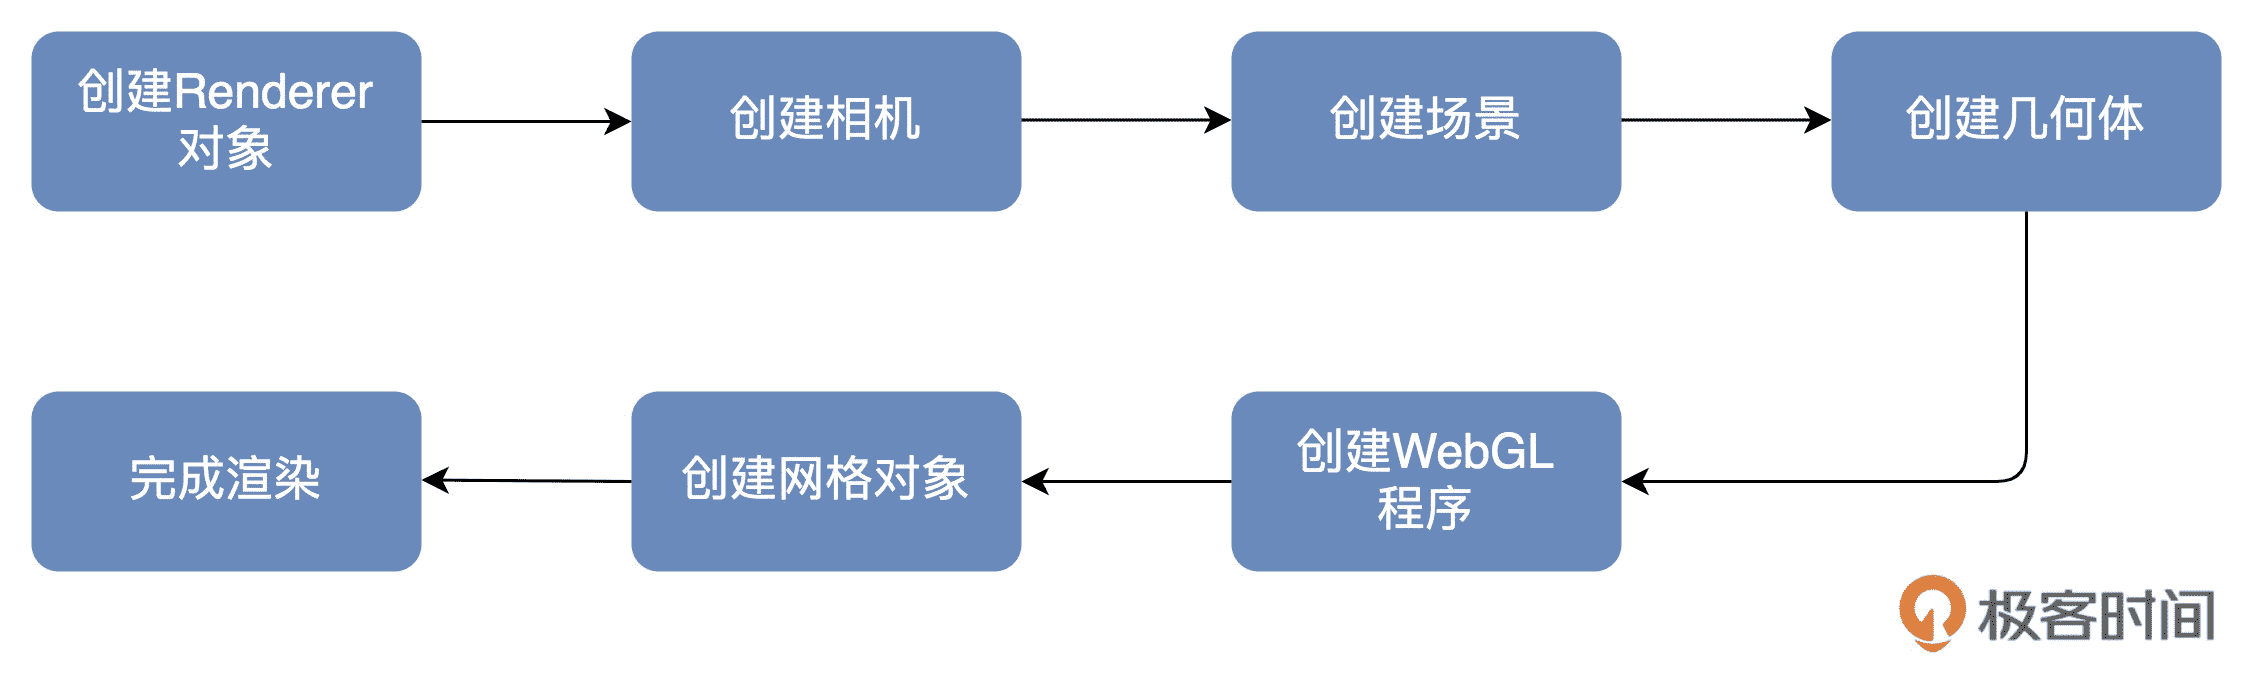 创建Renderer
对象
创建相机
创建场景
创建几何体
创建WebGL
程序
创建网格对象
完成渲染
极客时间